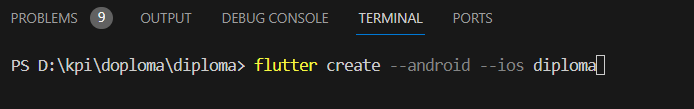 PROBLEMS 9 OUTPUT DEBUG CONSOLE TERMINAL PORTS
PS D:\kpi\doploma\diploma> flutter create --android --ios diploma